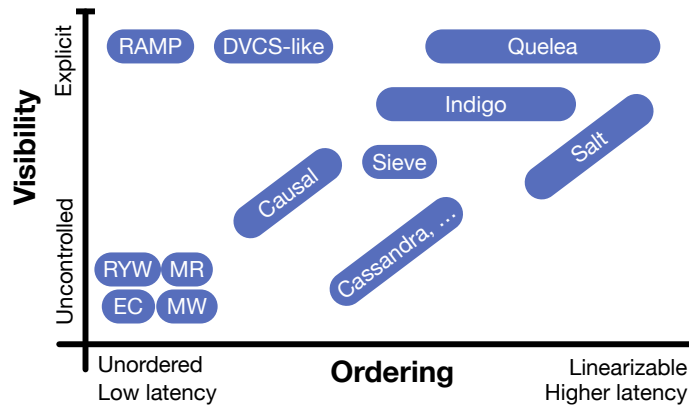 Explicit
Visibility
Uncontrolled
RAMP
DVCS-like
Quelea
Indigo
Salt
Sieve
Causal
Cassandra, ...
RYW
MR
EC
MW
Unordered
Low latency
Ordering
Linearizable
Higher latency